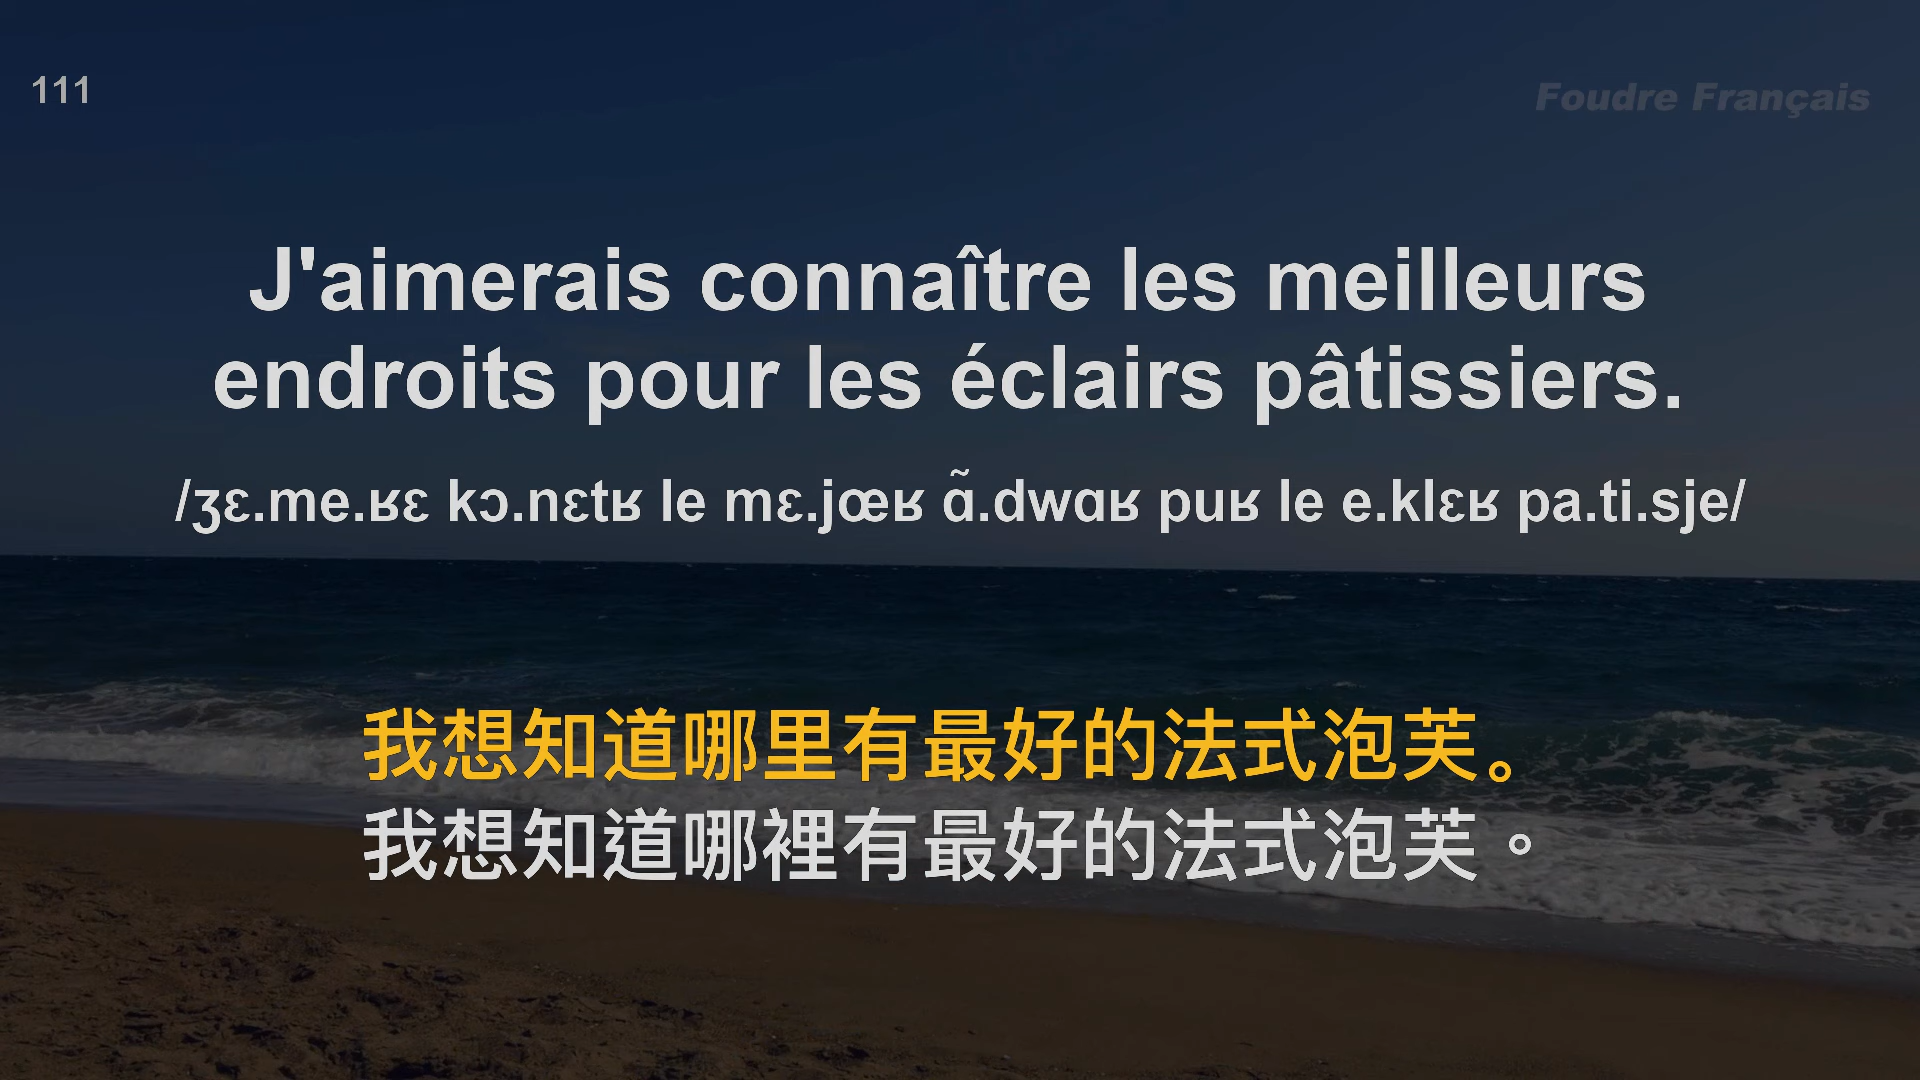 111
Foudre Français
J'aimerais connaître les meilleurs
endroits pour les éclairs pâtissiers.
/ʒɛ.me.ʁɛ kɔ.nɛtʁ le mɛ.jœʁ ɑ̃.dwɑʁ puʁ le e.klɛʁ pa.ti.sje/
我想知道哪里有最好的法式泡芙。
我想知道哪裡有最好的法式泡芙。